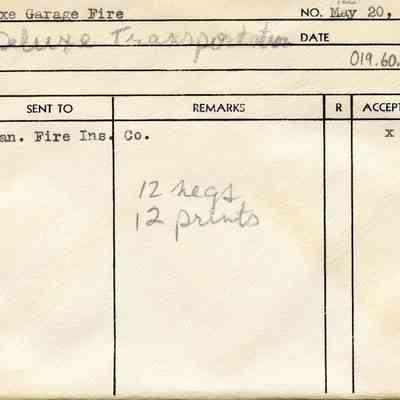 xe Garage Fire NO. May 20,
Deluxe Transportation DATE
019.60.
SENT TO REMARKS R ACCEPT
an. Fire Ins. Co. x
12 negs
12 prints